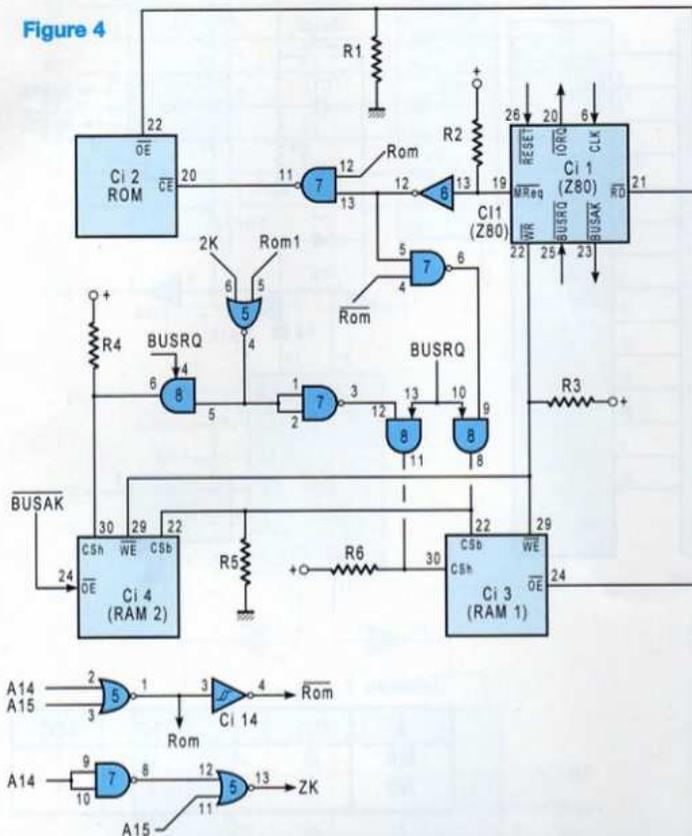 Figure 4
R1
22
OE
Ci 2
ROM
CE
20
11
7
12
Rom
13
12
6
13
R2
+
19
26
20
6
RESET
IORQ
CLK
Ci 1
(Z80)
MReq
RD
21
CI1
(Z80)
WR
BUSRQ
BUSAK
22
25
23
2K
Rom1
6
5
5
4
5
4
7
6
Rom
+
R4
BUSRQ
6
8
4
5
1
2
7
3
BUSRQ
12
13
8
11
10
9
8
8
R3
+
BUSAK
30
29
22
CSh
WE
CSb
24
OE
Ci 4
(RAM 2)
R5
+
R6
30
22
29
CSb
WE
CSh
OE
24
Ci 3
(RAM 1)
A14
2
A15
3
5
1
3
4
Rom
Ci 14
Rom
A14
9
10
7
8
12
11
5
13
ZK
A15